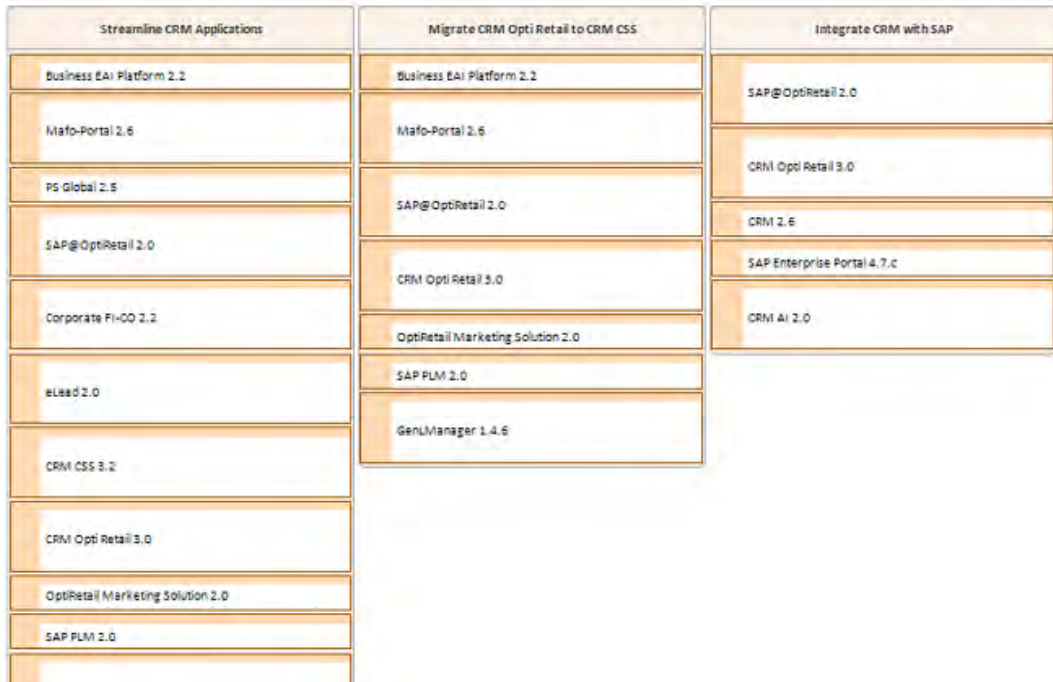 Streamline CRM Applications
Business EAI Platform 2.2
Mafo-Portal 2.6
PS Global 2.5
SAP@OptiRetail 2.0
Corporate FI-CO 2.2
eLead 2.0
CRM CSS 3.2
CRM Opti Retail 3.0
OptiRetail Marketing Solution 2.0
SAP PLM 2.0
Migrate CRM Opti Retail to CRM CSS
Business EAI Platform 2.2
Mafo-Portal 2.6
SAP@OptiRetail 2.0
CRM Opti Retail 3.0
OptiRetail Marketing Solution 2.0
SAP PLM 2.0
GenLManager 1.4.6
Integrate CRM with SAP
SAP@OptiRetail 2.0
CRM Opti Retail 3.0
CRM 2.6
SAP Enterprise Portal 4.7.c
CRM AI 2.0